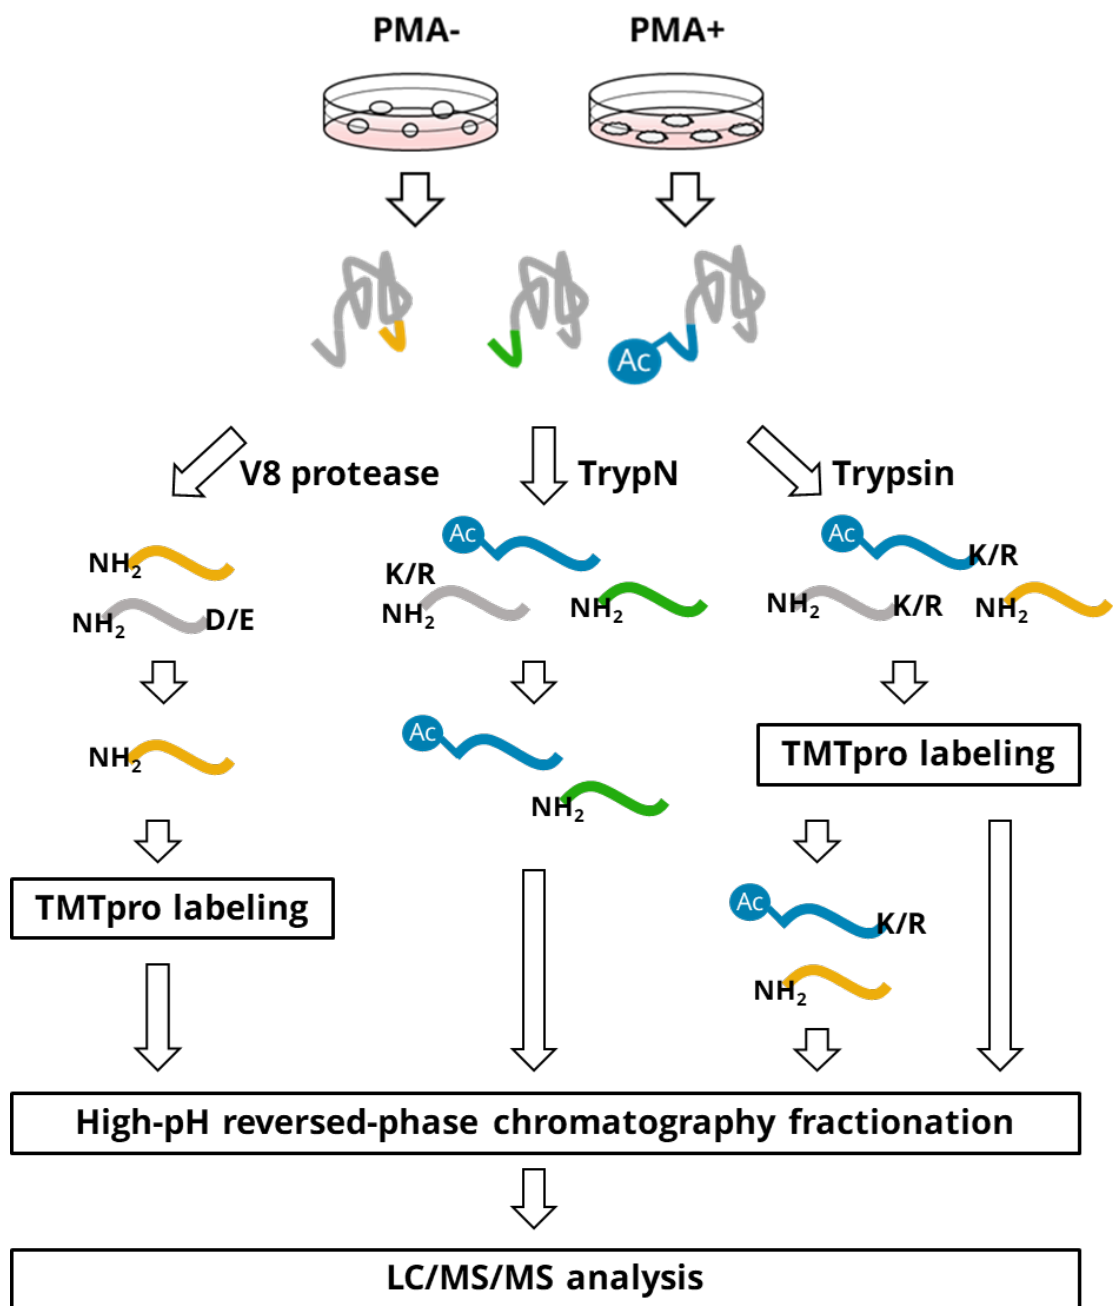 PMA- PMA+
Ac
V8 protease TrypN Trypsin
Ac Ac K/R
NH2 K/R
NH2 D/E NH2 NH2 NH2 K/R NH2
Ac
NH2 TMTpro labeling
NH2
TMTpro labeling Ac K/R
NH2
High-pH reversed-phase chromatography fractionation
LC/MS/MS analysis